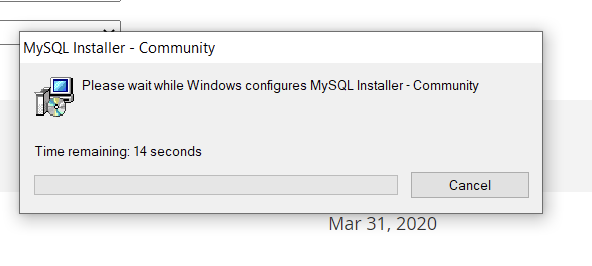 MySQL Installer - Community
Please wait while Windows configures MySQL Installer - Community
Time remaining: 14 seconds
Cancel
Mar 31, 2020